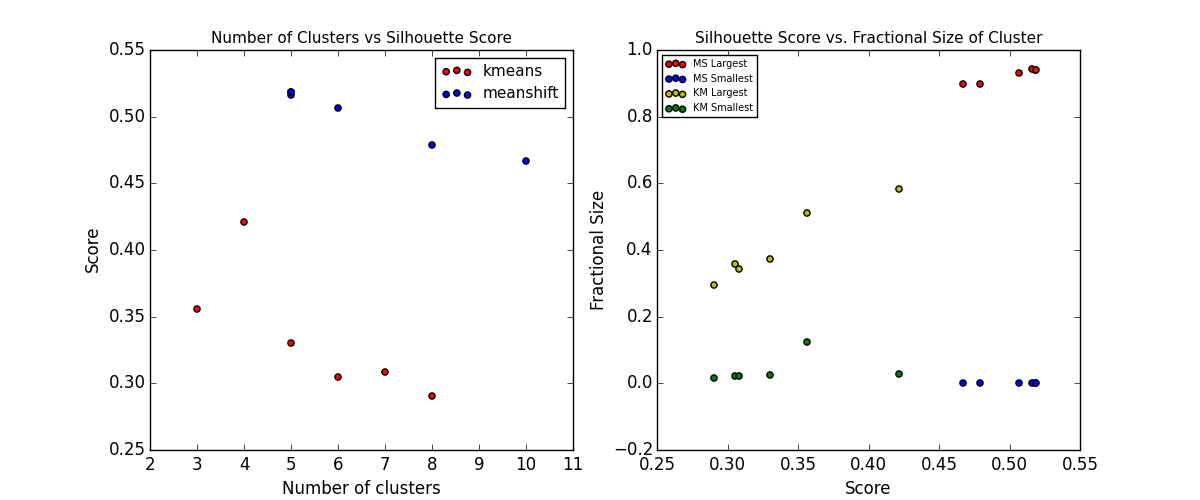 Number of Clusters vs Silhouette Score
0.55
0.50
0.45
0.40
0.35
0.30
0.25
Score
kmeans
meanshift
2 3 4 5 6 7 8 9 10 11
Number of clusters
Silhouette Score vs. Fractional Size of Cluster
1.0
0.8
0.6
0.4
0.2
0.0
−0.2
Fractional Size
MS Largest
MS Smallest
KM Largest
KM Smallest
0.25 0.30 0.35 0.40 0.45 0.50 0.55
Score